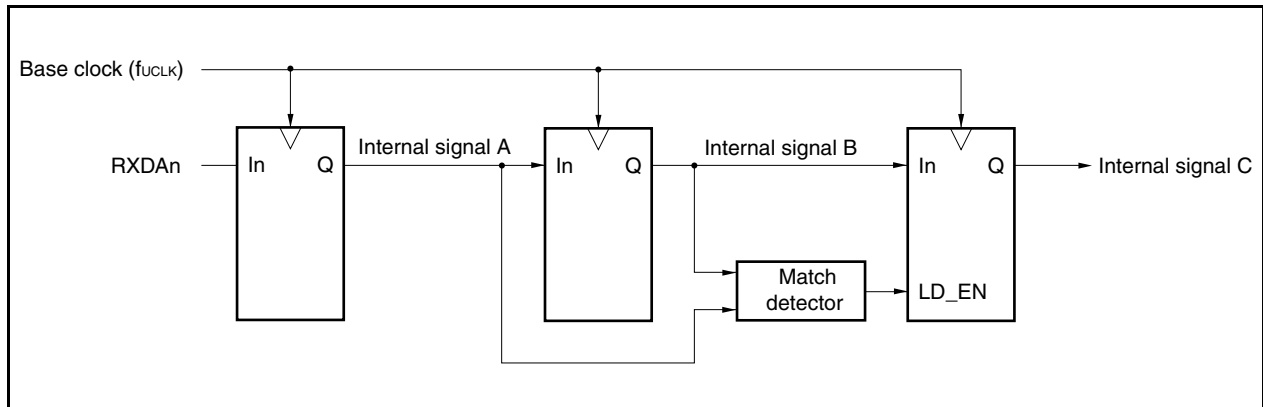 Base clock (fUCLK)
RXDAn
In
Q
Internal signal A
In
Q
Internal signal B
In
Q
Internal signal C
Match
detector
LD_EN